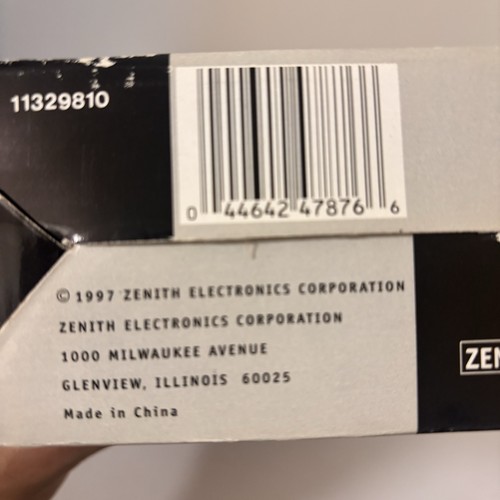 11329810
0 44642 47876 6
© 1997 ZENITH ELECTRONICS CORPORATION
ZENITH ELECTRONICS CORPORATION
1000 MILWAUKEE AVENUE
GLENVIEW, ILLINOIS 60025
Made in China